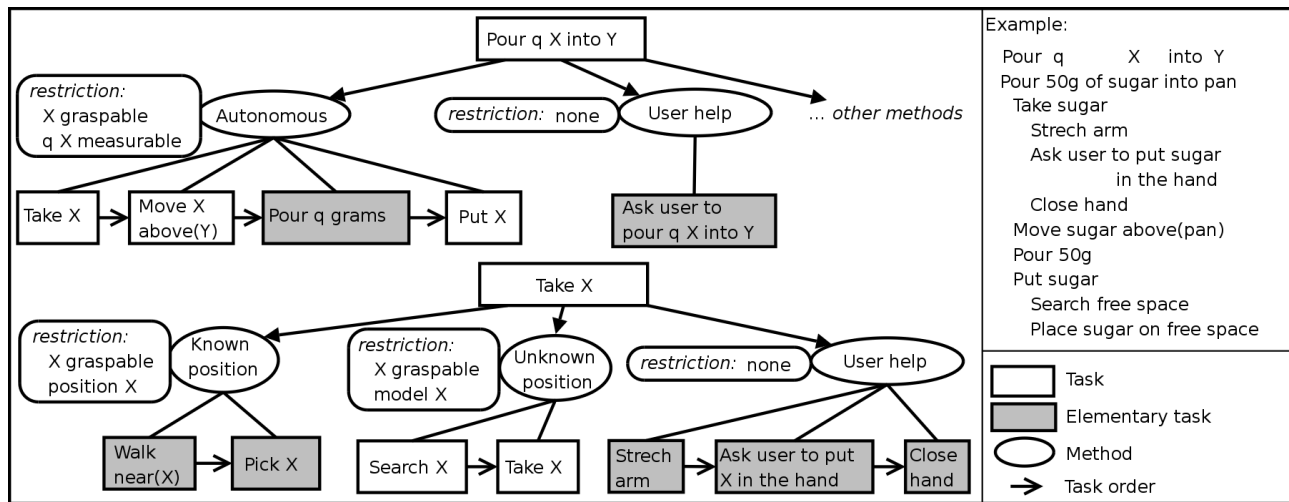 Pour q X into Y
restriction:
X graspable
q X measurable
Autonomous
restriction: none
User help
... other methods
Take X
Move X
above(Y)
Pour q grams
Put X
Ask user to
pour q X into Y
Take X
restriction:
X graspable
position X
Known
position
restriction:
X graspable
model X
Unknown
position
restriction: none
User help
Walk
near(X)
Pick X
Search X
Take X
Strech
arm
Ask user to put
X in the hand
Close
hand
Example:
Pour q X into Y
Pour 50g of sugar into pan
Take sugar
Strech arm
Ask user to put sugar
in the hand
Close hand
Move sugar above(pan)
Pour 50g
Put sugar
Search free space
Place sugar on free space
Task
Elementary task
Method
Task order